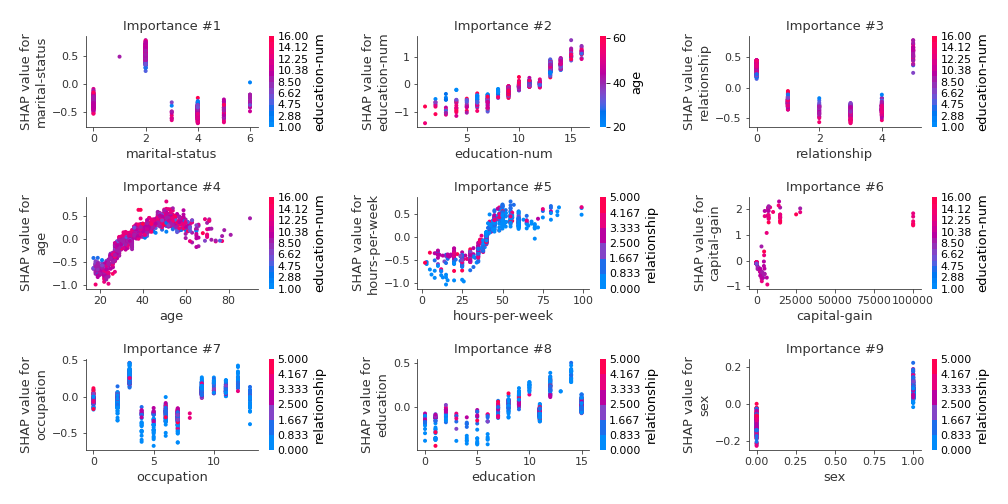 Importance #1
SHAP value for
marital-status
0.5
0.0
−0.5
0
2
4
6
marital-status
16.00
14.12
12.25
10.38
8.50
6.62
4.75
2.88
1.00
education-num
Importance #2
SHAP value for
education-num
1
0
−1
5
10
15
education-num
60
40
20
age
Importance #3
SHAP value for
relationship
0.5
0.0
−0.5
0
2
4
relationship
16.00
14.12
12.25
10.38
8.50
6.62
4.75
2.88
1.00
education-num
Importance #4
SHAP value for
age
0.5
0.0
−0.5
−1.0
20
40
60
80
age
16.00
14.12
12.25
10.38
8.50
6.62
4.75
2.88
1.00
education-num
Importance #5
SHAP value for
hours-per-week
0.5
0.0
−0.5
−1.0
0
25
50
75
100
hours-per-week
5.000
4.167
3.333
2.500
1.667
0.833
0.000
relationship
Importance #6
SHAP value for
capital-gain
2
1
0
−1
0
25000
50000
75000
100000
capital-gain
16.00
14.12
12.25
10.38
8.50
6.62
4.75
2.88
1.00
education-num
Importance #7
SHAP value for
occupation
0.5
0.0
−0.5
0
5
10
occupation
5.000
4.167
3.333
2.500
1.667
0.833
0.000
relationship
Importance #8
SHAP value for
education
0.5
0.0
0
5
10
15
education
5.000
4.167
3.333
2.500
1.667
0.833
0.000
relationship
Importance #9
SHAP value for
sex
0.2
0.0
−0.2
0.00
0.25
0.50
0.75
1.00
sex
5.000
4.167
3.333
2.500
1.667
0.833
0.000
relationship